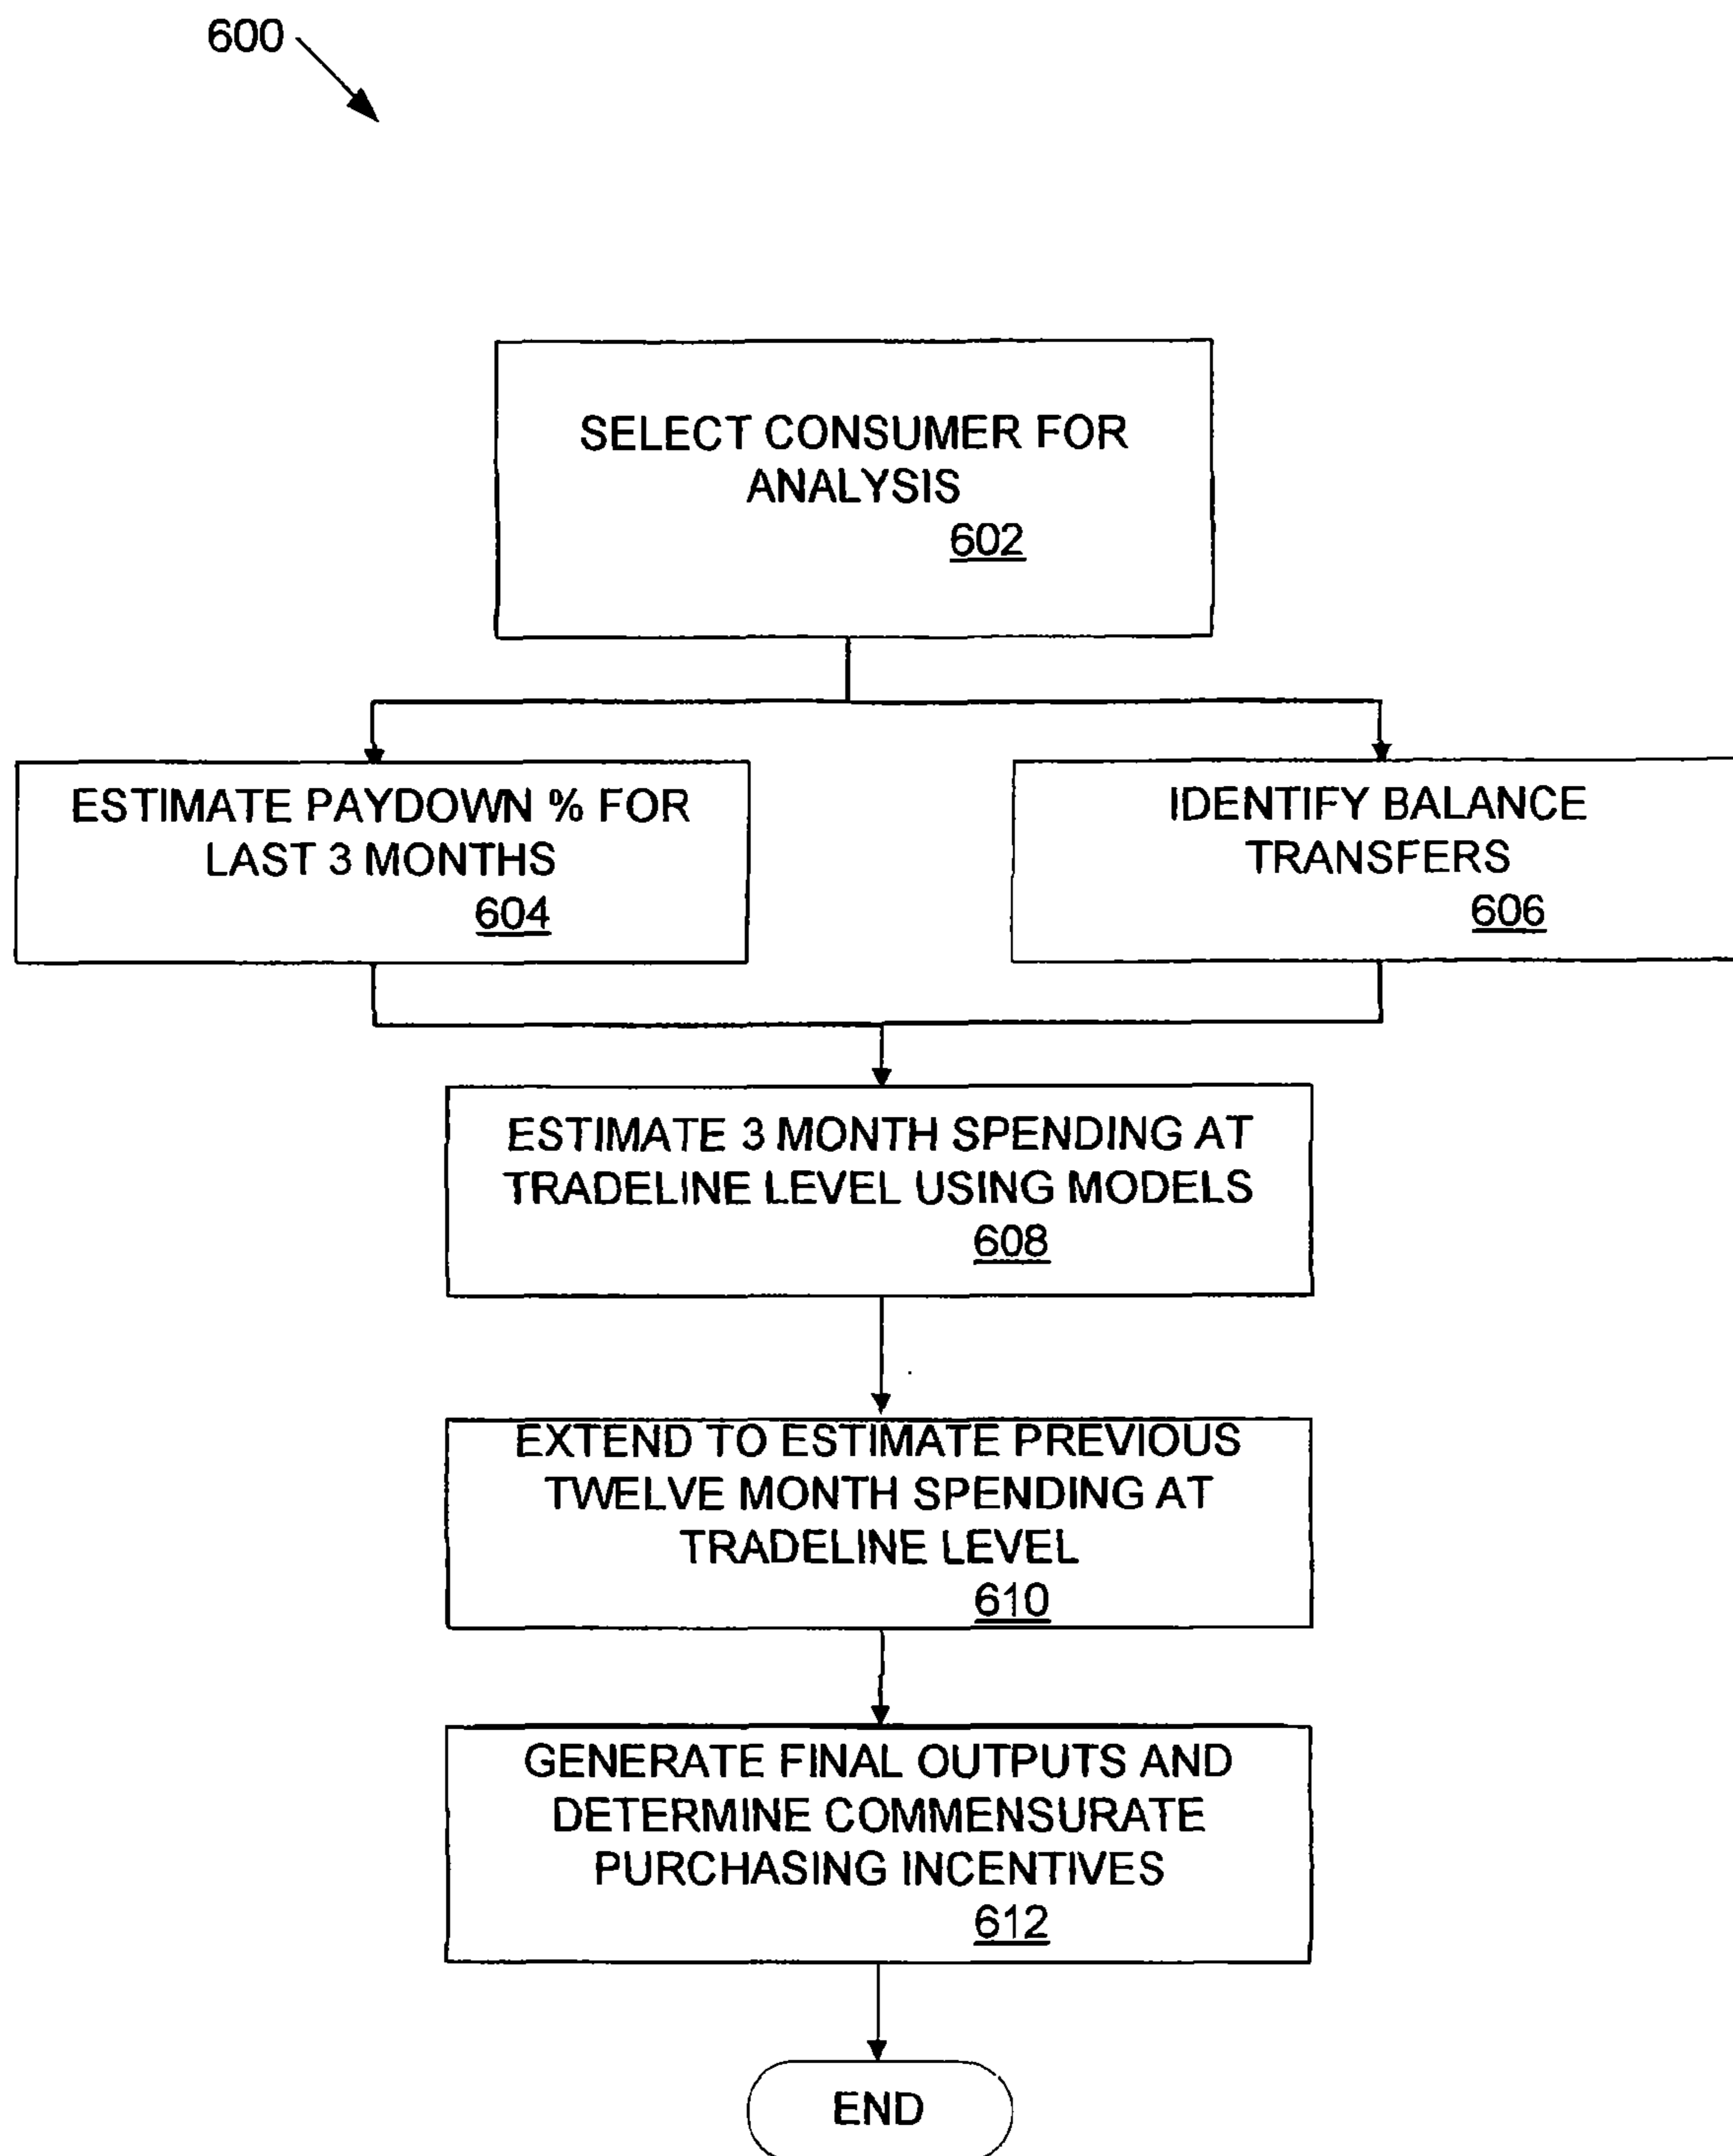 600
SELECT CONSUMER FOR
ANALYSIS
602
ESTIMATE PAYDOWN % FOR
LAST 3 MONTHS
604
IDENTIFY BALANCE
TRANSFERS
606
ESTIMATE 3 MONTH SPENDING AT
TRADELINE LEVEL USING MODELS
608
EXTEND TO ESTIMATE PREVIOUS
TWELVE MONTH SPENDING AT
TRADELINE LEVEL
610
GENERATE FINAL OUTPUTS AND
DETERMINE COMMENSURATE
PURCHASING INCENTIVES
612
END